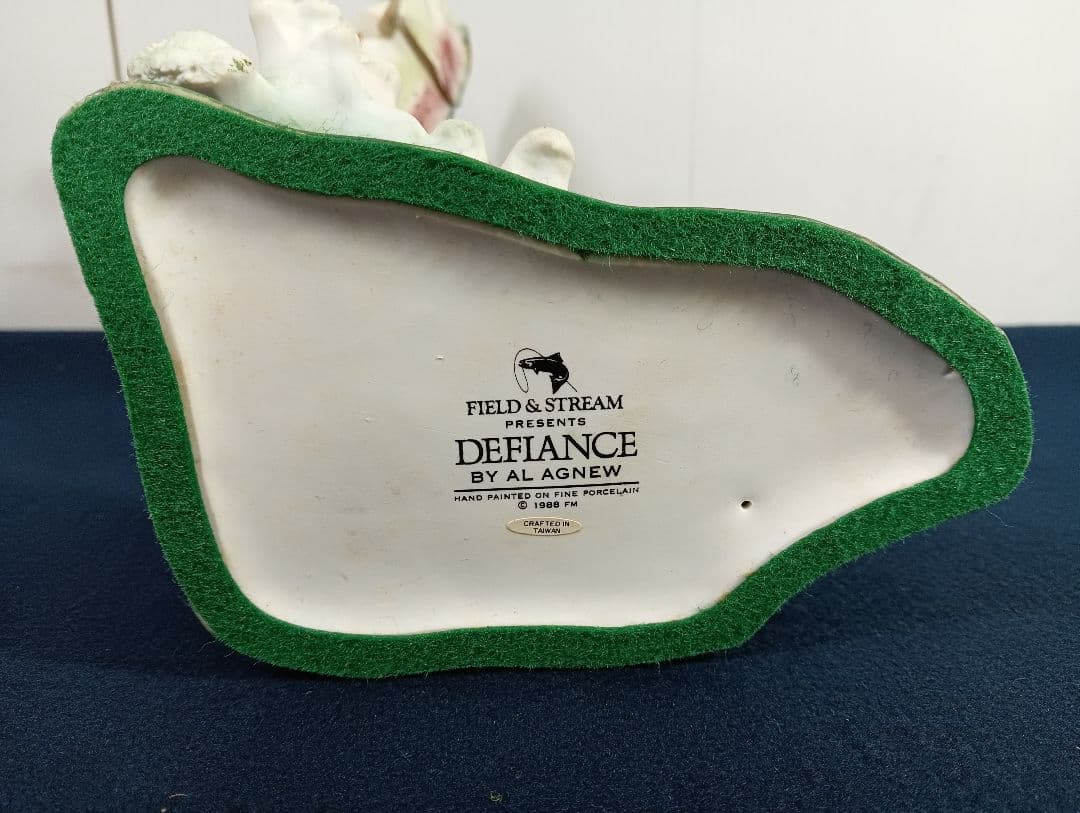 FIELD & STREAM
PRESENTS
DEFIANCE
BY AL AGNEW
HAND PAINTED ON FINE PORCELAIN
© 1988 FM
CRAFTED IN
TAIWAN